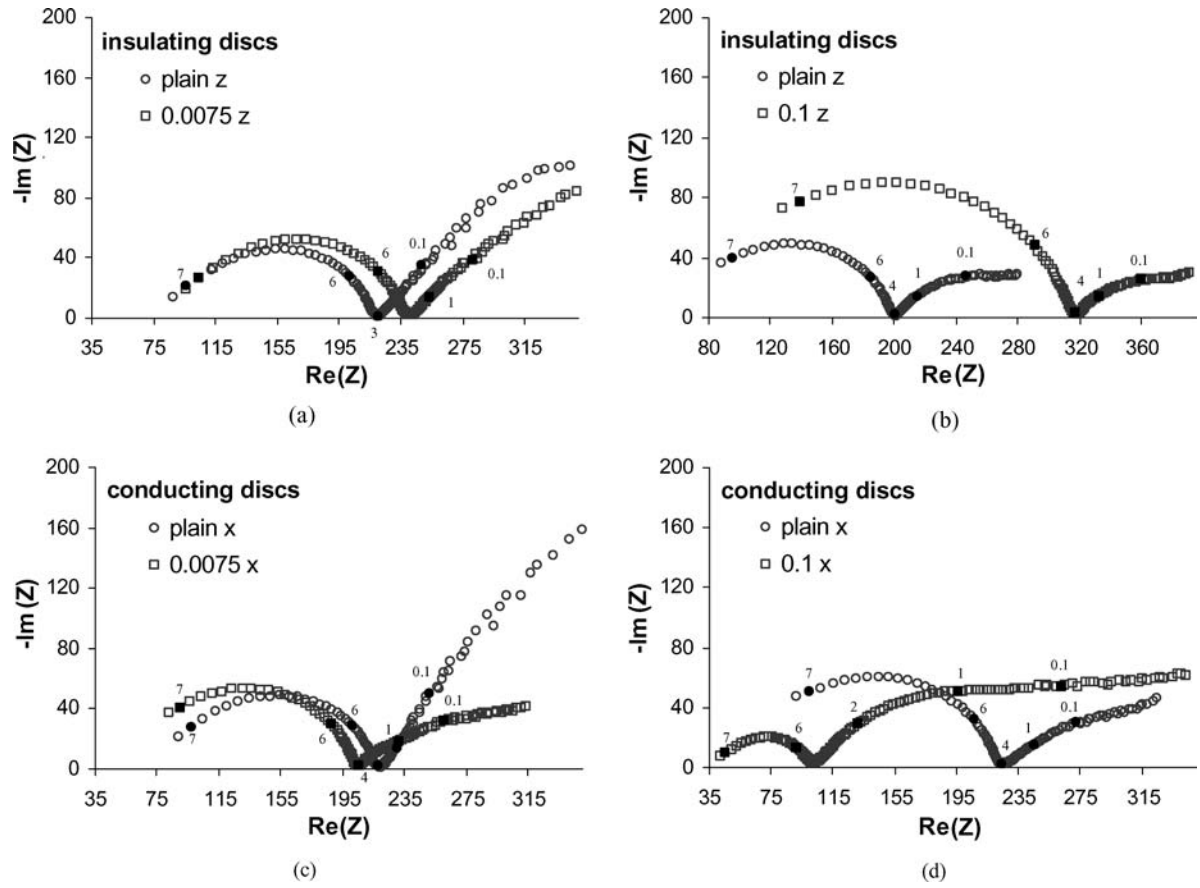 200
insulating discs
plain z
0.0075 z
160
120
-Im (Z)
80
40
0
7
6
3
0.1
0.1
1
35 75 115 155 195 235 275 315
Re(Z)
(a)
200
insulating discs
plain z
0.1 z
160
120
-Im (Z)
80
40
0
7
7
6
6
4
1
0.1
4
1
0.1
80 120 160 200 240 280 320 360
Re(Z)
(b)
200
conducting discs
plain x
0.0075 x
160
120
-Im (Z)
80
40
0
7
7
6
6
4
1
0.1
0.1
35 75 115 155 195 235 275 315
Re(Z)
(c)
200
conducting discs
plain x
0.1 x
160
120
-Im (Z)
80
40
0
7
7
6
2
1
0.1
6
4
1
0.1
35 75 115 155 195 235 275 315
Re(Z)
(d)